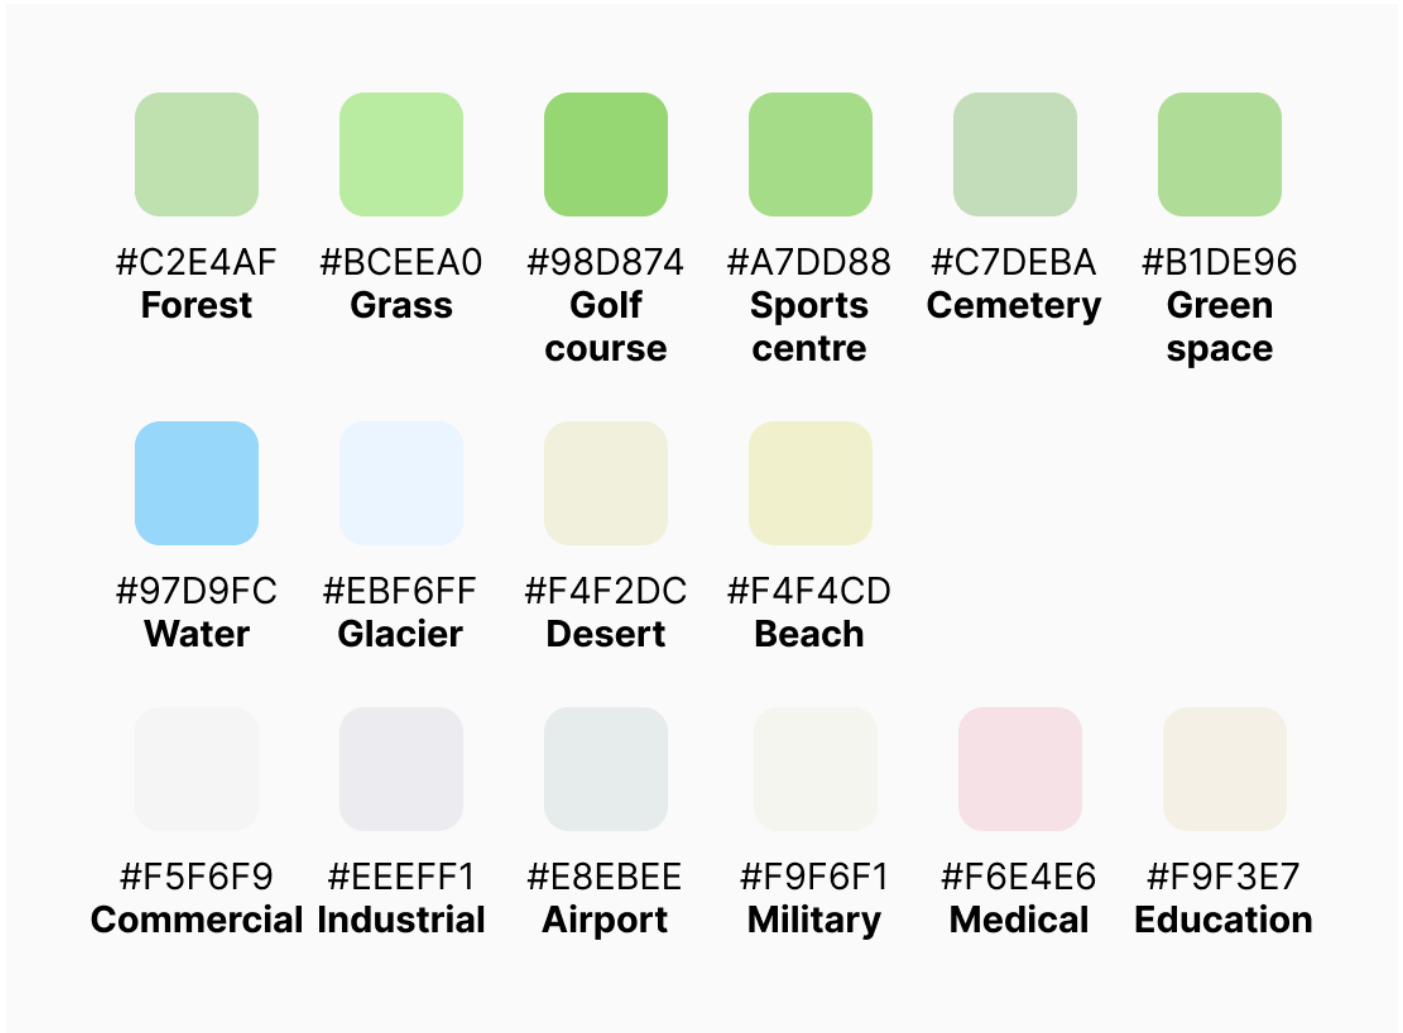 #C2E4AF #BCEEA0 #98D874 #A7DD88 #C7DEBA #B1DE96
Forest Grass Golf Sports Cemetery Green
course centre space
#97D9FC #EBF6FF #F4F2DC #F4F4CD
Water Glacier Desert Beach
#F5F6F9 #EEEFF1 #E8EBEE #F9F6F1 #F6E4E6 #F9F3E7
Commercial Industrial Airport Military Medical Education